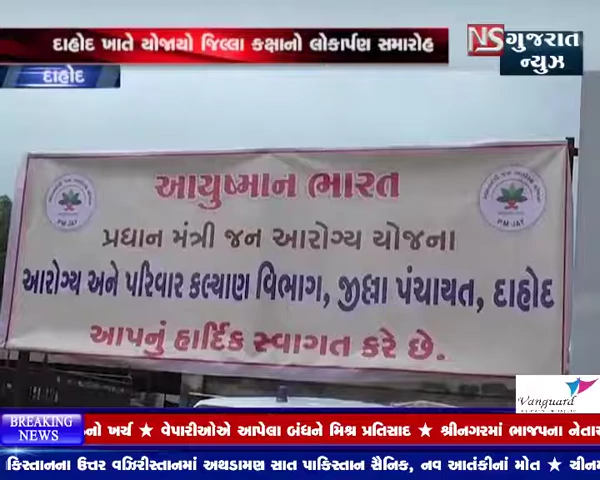 દાહોદ ખાતે યોજાયો જિલ્લા કક્ષાનો લોકાર્પણ સમારોહ
NS ગુજરાત ન્યુઝ
દાહોદ
આયુષ્માન ભારત
PM-JAY
PM-JAY
પ્રધાન મંત્રી જન આરોગ્ય યોજના
આરોગ્ય અને પરિવાર કલ્યાણ વિભાગ, જીલ્લા પંચાયત, દાહોદ
આપનું હાર્દિક સ્વાગત કરે છે.
Vanguard
BREAKING NEWS
નો ખર્ચ ★ વેપારીઓએ આપેલા બંધને મિશ્ર પ્રતિસાદ ★ શ્રીનગરમાં ભાજપના નેતા
કિસ્તાનના ઉત્તર વઝિરીસ્તાનમાં અથડામણ સાત પાકિસ્તાન સૈનિક, નવ આતંકીનાં મોત ★ ચીનમ